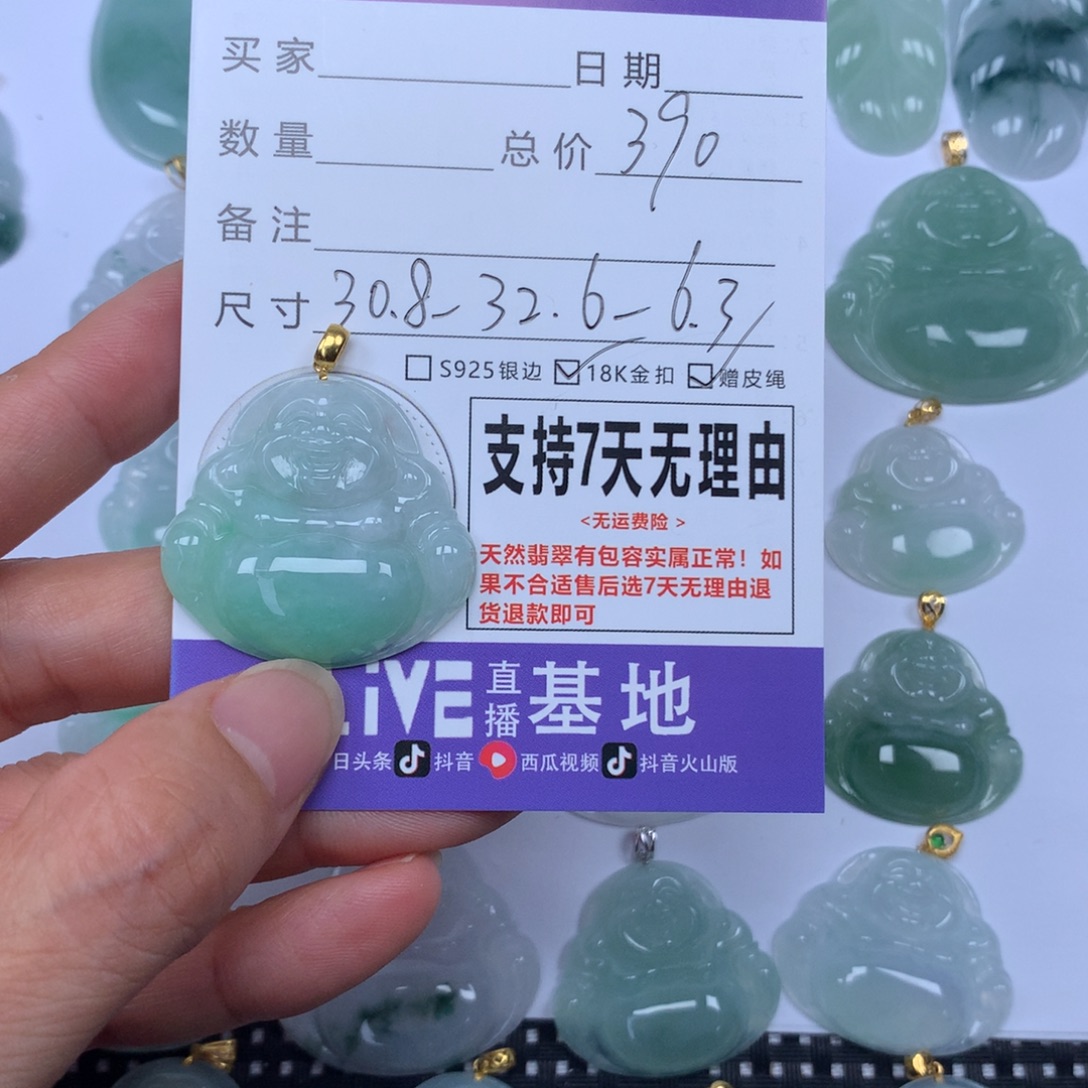 买家 日期
数量 总价 390
备注
尺寸 30.8-32.6-6.3
S925银边 18K金扣 赠皮绳
支持7天无理由
<无运费险>
天然翡翠有包容实属正常！如
果不合适售后选7天无理由退
货退款即可
LiVE 直播 基地
日头条 抖音 西瓜视频 抖音火山版